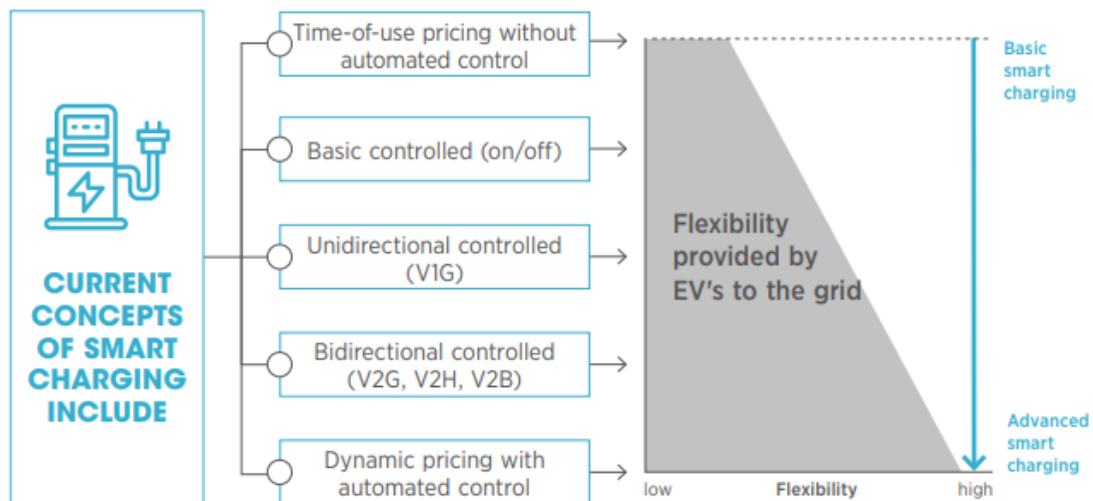 CURRENT
CONCEPTS
OF SMART
CHARGING
INCLUDE
Time-of-use pricing without
automated control
Basic controlled (on/off)
Unidirectional controlled
(V1G)
Bidirectional controlled
(V2G, V2H, V2B)
Dynamic pricing with
automated control
Flexibility
provided by
EV's to the grid
Basic
smart
charging
Advanced
smart
charging
low
Flexibility
high